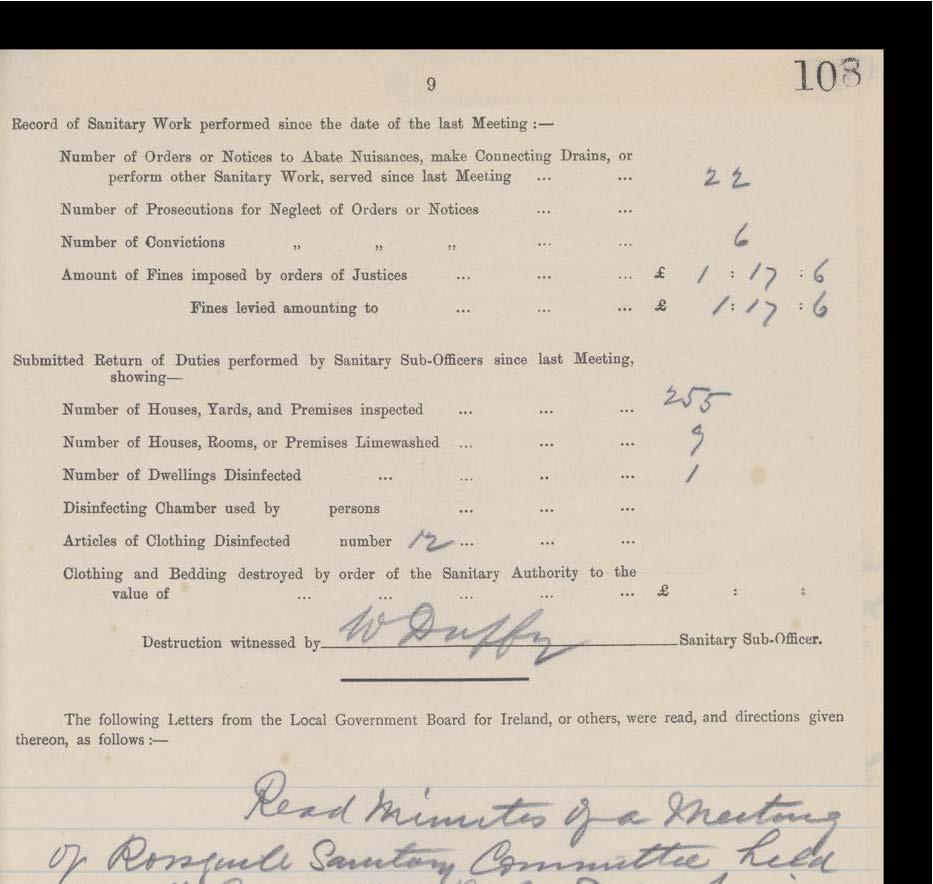 9
108
Record of Sanitary Work performed since the date of the last Meeting :—
Number of Orders or Notices to Abate Nuisances, make Connecting Drains, or
perform other Sanitary Work, served since last Meeting ... ... 22
Number of Prosecutions for Neglect of Orders or Notices ... ...
Number of Convictions „ „ „ ... ... 6
Amount of Fines imposed by orders of Justices ... ... ... £ 1 : 17 : 6
Fines levied amounting to ... ... ... £ 1 : 17 : 6
Submitted Return of Duties performed by Sanitary Sub-Officers since last Meeting,
showing—
Number of Houses, Yards, and Premises inspected ... ... ... 255
Number of Houses, Rooms, or Premises Limewashed ... ... ... 9
Number of Dwellings Disinfected ... ... .. ... 1
Disinfecting Chamber used by persons ... ... ...
Articles of Clothing Disinfected number 12 ... ... ...
Clothing and Bedding destroyed by order of the Sanitary Authority to the
value of ... ... ... ... ... £ : :
Destruction witnessed by W Duffy Sanitary Sub-Officer.
The following Letters from the Local Government Board for Ireland, or others, were read, and directions given
thereon, as follows :—
Read Minutes of a Meeting
of Rosguile Sanitary Committee held